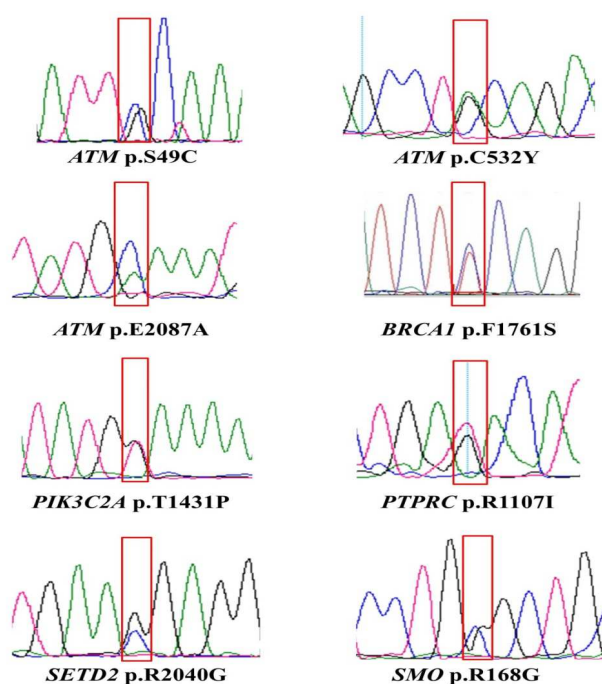 ATM p.S49C
ATM p.C532Y
ATM p.E2087A
BRCA1 p.F1761S
PIK3C2A p.T1431P
PTPRC p.R1107I
SETD2 p.R2040G
SMO p.R168G